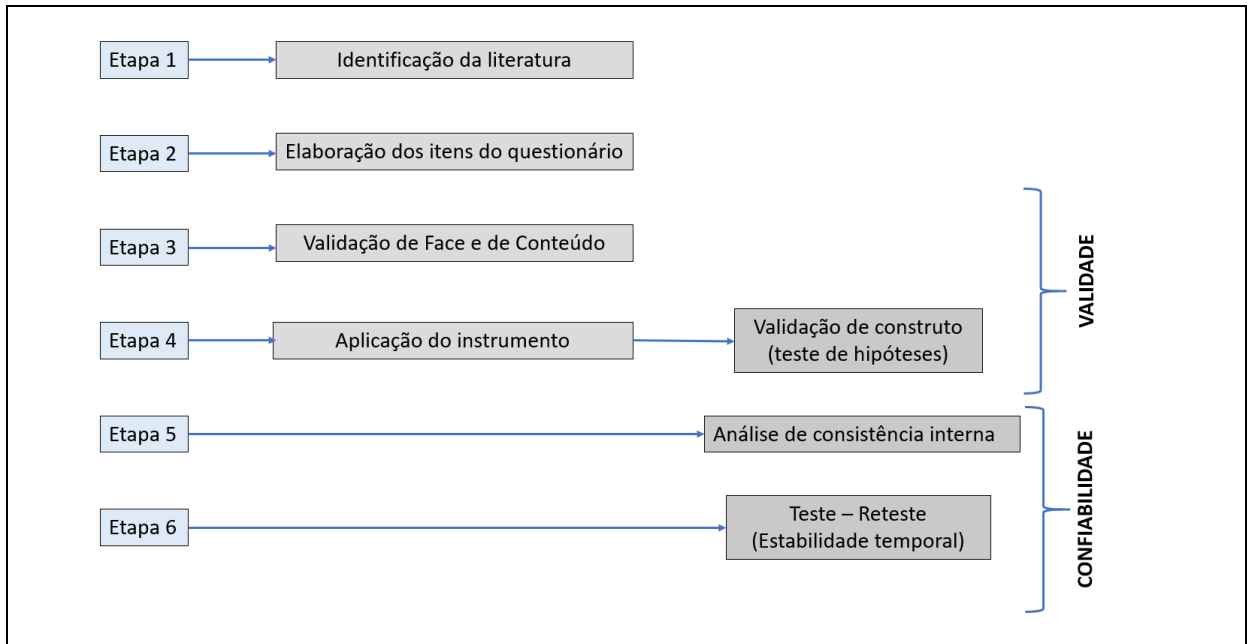 Etapa 1
Identificação da literatura
Etapa 2
Elaboração dos itens do questionário
Etapa 3
Validação de Face e de Conteúdo
Etapa 4
Aplicação do instrumento
Validação de construto
(teste de hipóteses)
VALIDADE
Etapa 5
Análise de consistência interna
Etapa 6
Teste – Reteste
(Estabilidade temporal)
CONFIABILIDADE